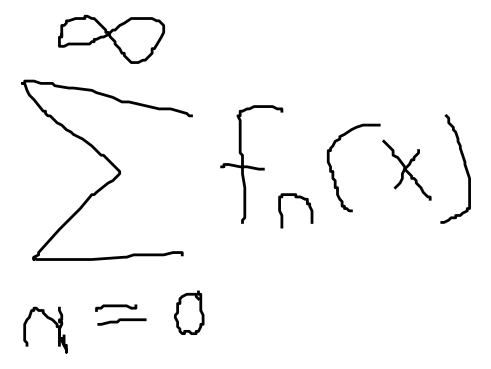 ∞
∑ fn(x)
n = 0